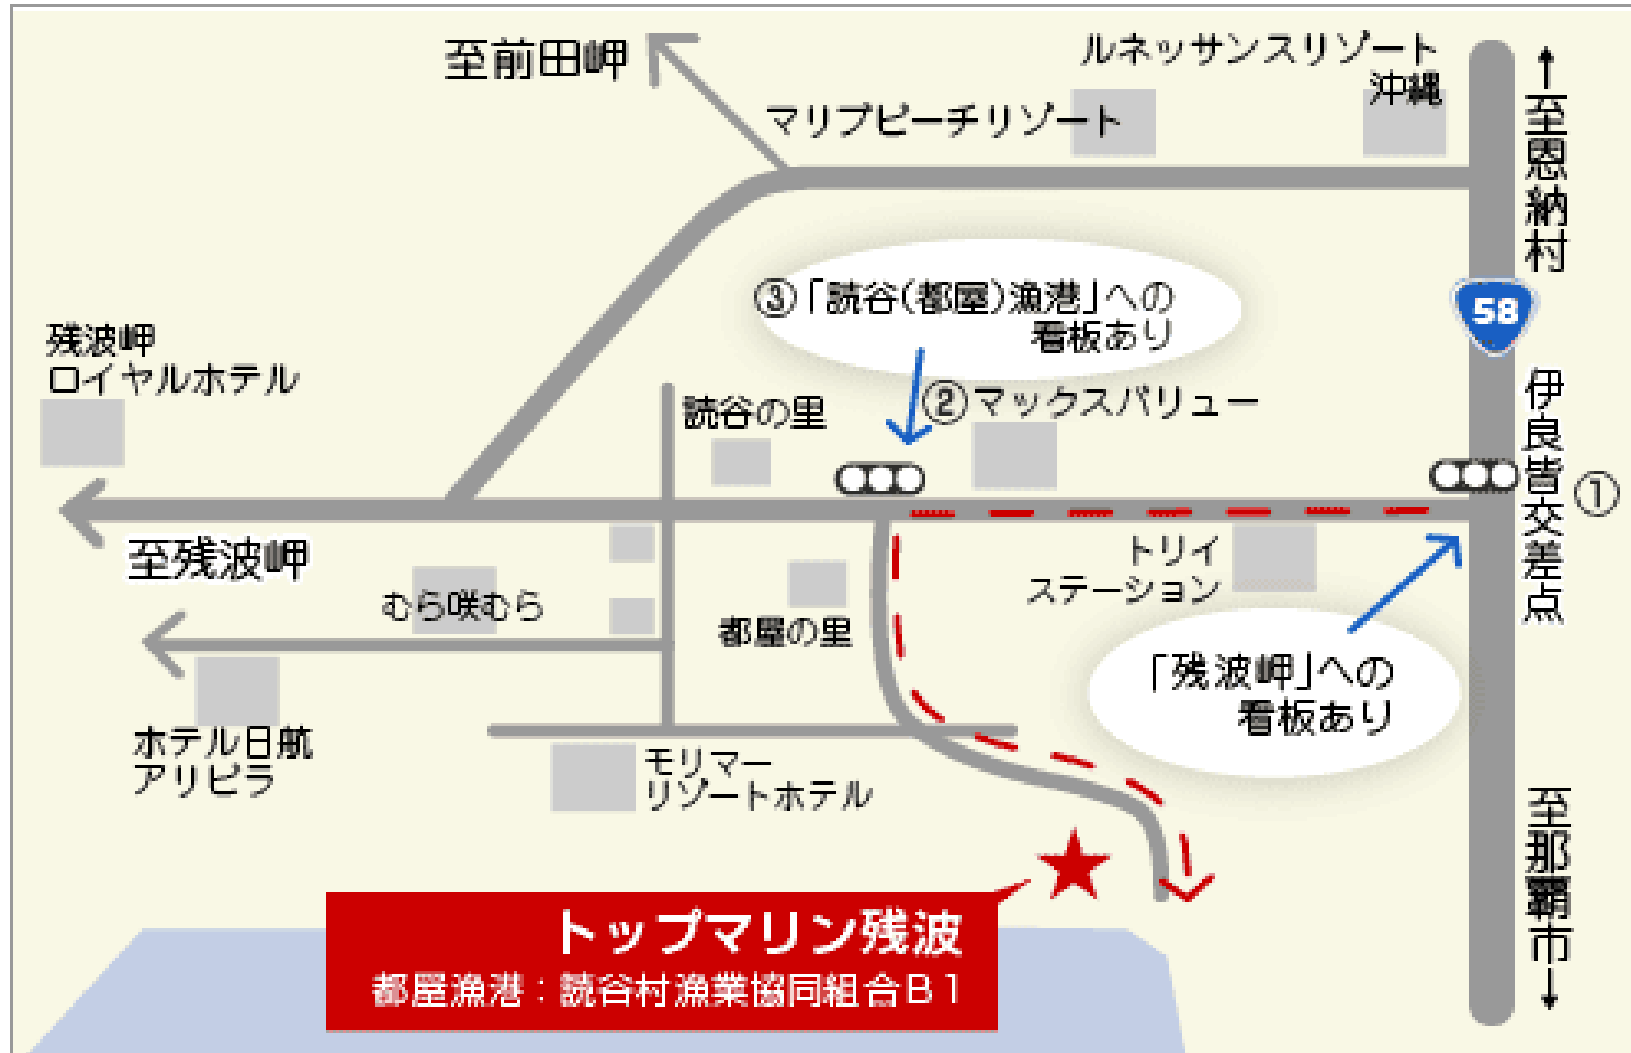 至前田岬
ルネッサンスリゾート
沖縄
マリブビーチリゾート
↑至恩納村
58
③「読谷(都屋)漁港」への
看板あり
残波岬
ロイヤルホテル
読谷の里
②マックスバリュー
伊良皆交差点
①
至残波岬
むら咲むら
都屋の里
トリイ
ステーション
「残波岬」への
看板あり
ホテル日航
アリビラ
モリマー
リゾートホテル
至那覇市↓
トップマリン残波
都屋漁港：読谷村漁業協同組合B1